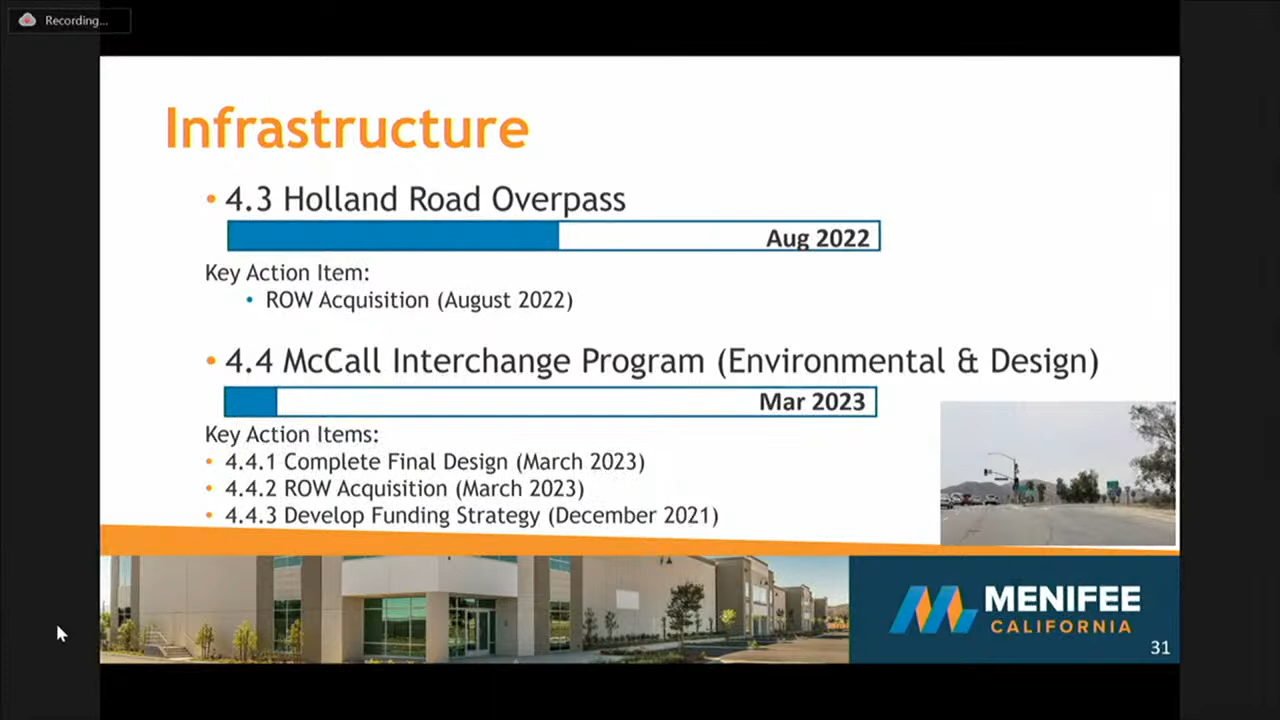 Recording...
Infrastructure
• 4.3 Holland Road Overpass
Aug 2022
Key Action Item:
• ROW Acquisition (August 2022)
• 4.4 McCall Interchange Program (Environmental & Design)
Mar 2023
Key Action Items:
• 4.4.1 Complete Final Design (March 2023)
• 4.4.2 ROW Acquisition (March 2023)
• 4.4.3 Develop Funding Strategy (December 2021)
MENIFEE
CALIFORNIA
31